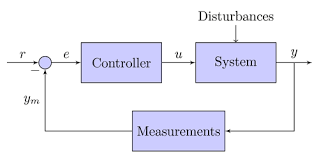 Disturbances
r
e
Controller
u
System
y
−
y_m
Measurements